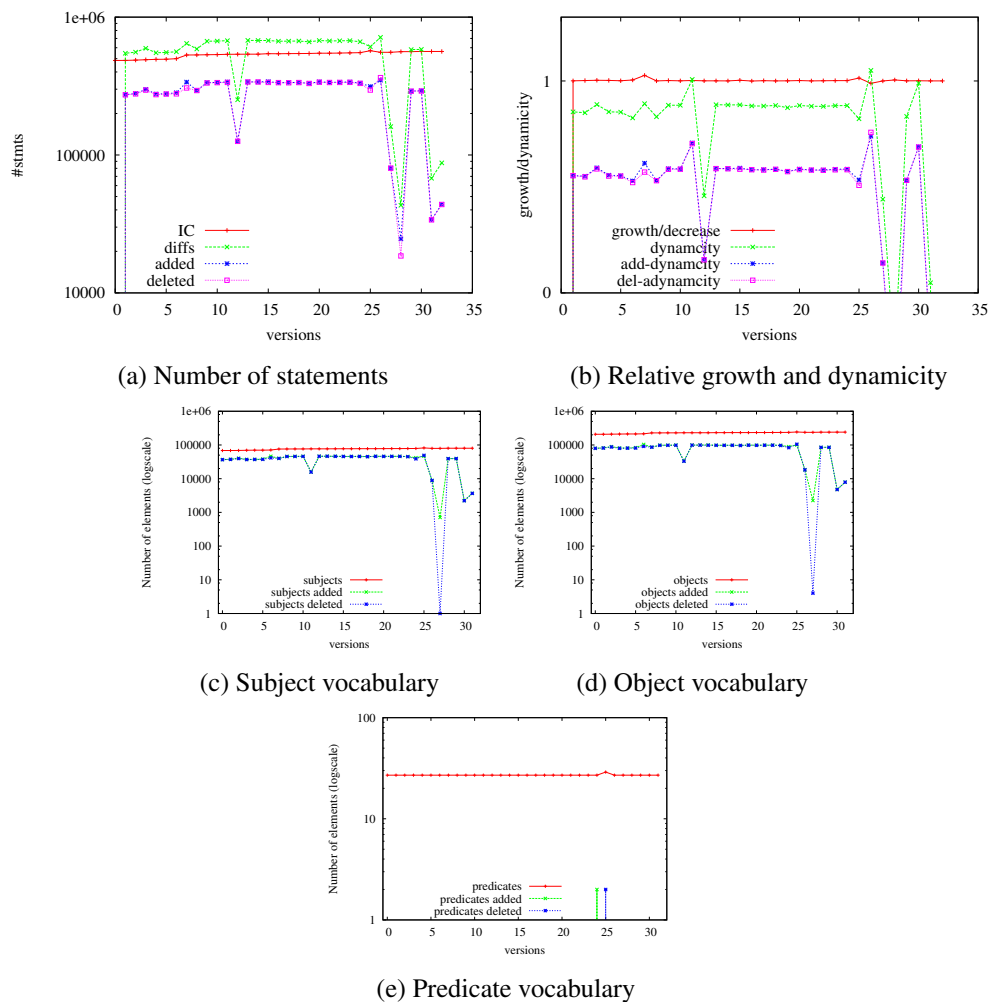 1e+06
100000
10000
#stmts
IC
diffs
added
deleted
0 5 10 15 20 25 30 35
versions
(a) Number of statements
1
0
growth/dynamicity
growth/decrease
dynamcity
add-dynamcity
del-adynamcity
0 5 10 15 20 25 30 35
versions
(b) Relative growth and dynamicity
1e+06
100000
10000
1000
100
10
1
Number of elements (logscale)
subjects
subjects added
subjects deleted
0 5 10 15 20 25 30
versions
(c) Subject vocabulary
1e+06
100000
10000
1000
100
10
1
Number of elements (logscale)
objects
objects added
objects deleted
0 5 10 15 20 25 30
versions
(d) Object vocabulary
100
10
1
Number of elements (logscale)
predicates
predicates added
predicates deleted
0 5 10 15 20 25 30
versions
(e) Predicate vocabulary